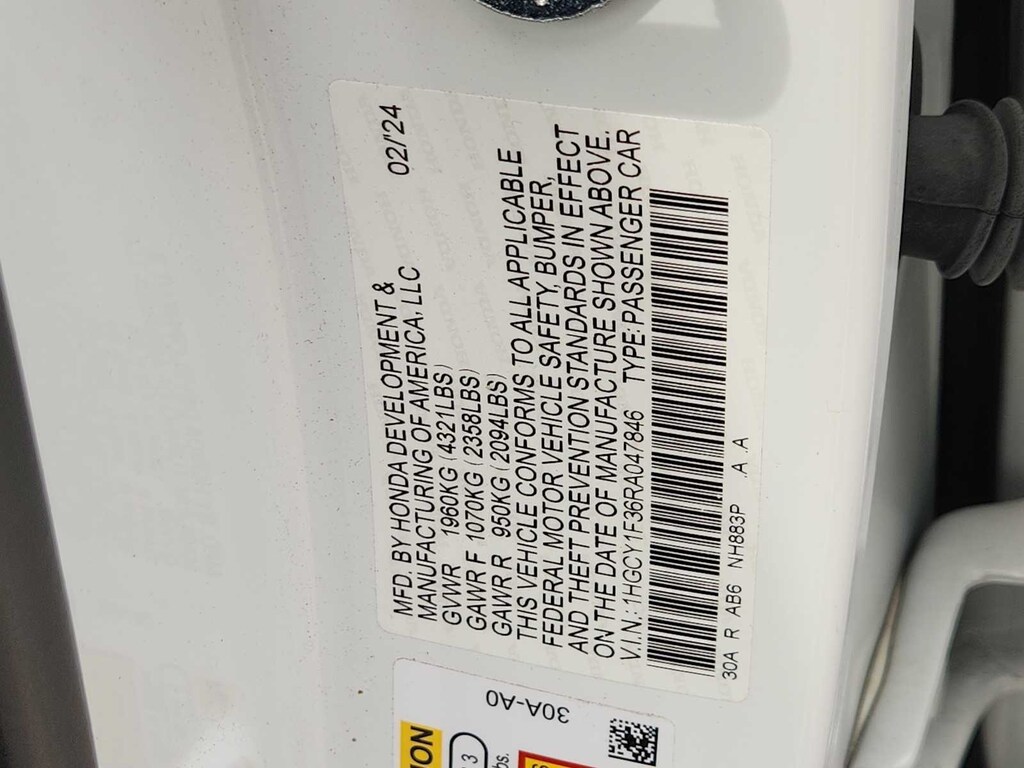 MFD. BY HONDA DEVELOPMENT & 02/'24
MANUFACTURING OF AMERICA, LLC
GVWR 1960KG (4321LBS)
GAWR F 1070KG (2358LBS)
GAWR R 950KG (2094LBS)
THIS VEHICLE CONFORMS TO ALL APPLICABLE
FEDERAL MOTOR VEHICLE SAFETY, BUMPER,
AND THEFT PREVENTION STANDARDS IN EFFECT
ON THE DATE OF MANUFACTURE SHOWN ABOVE.
V.I.N.: 1HGCY1F36RA047846 TYPE: PASSENGER CAR
30A R AB6 NH883P .A A
30A-A0